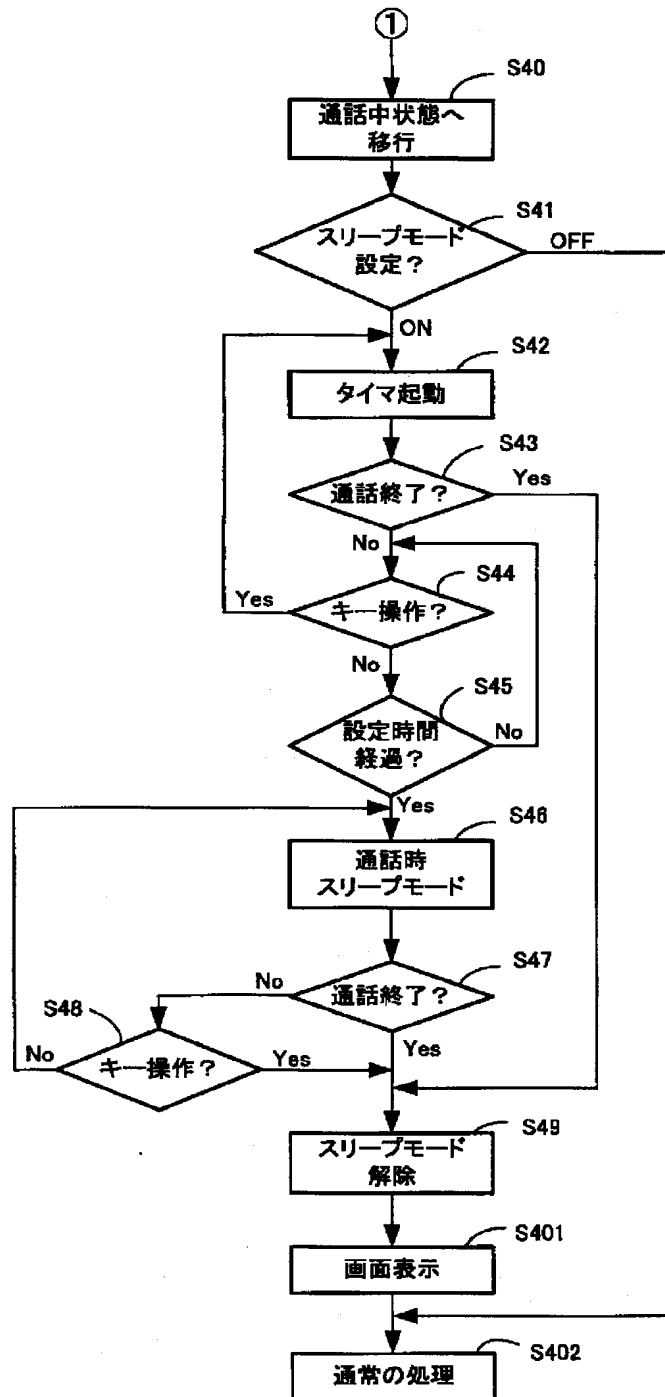 ①
S40
通話中状態へ
移行
S41
スリープモード
設定？
OFF
ON
S42
タイマ起動
S43
通話終了？
Yes
No
S44
Yes
キー操作？
No
S45
設定時間
経過？
No
Yes
S46
通話時
スリープモード
S47
No
通話終了？
S48
Yes
No
キー操作？
Yes
S49
スリープモード
解除
S401
画面表示
S402
通常の処理